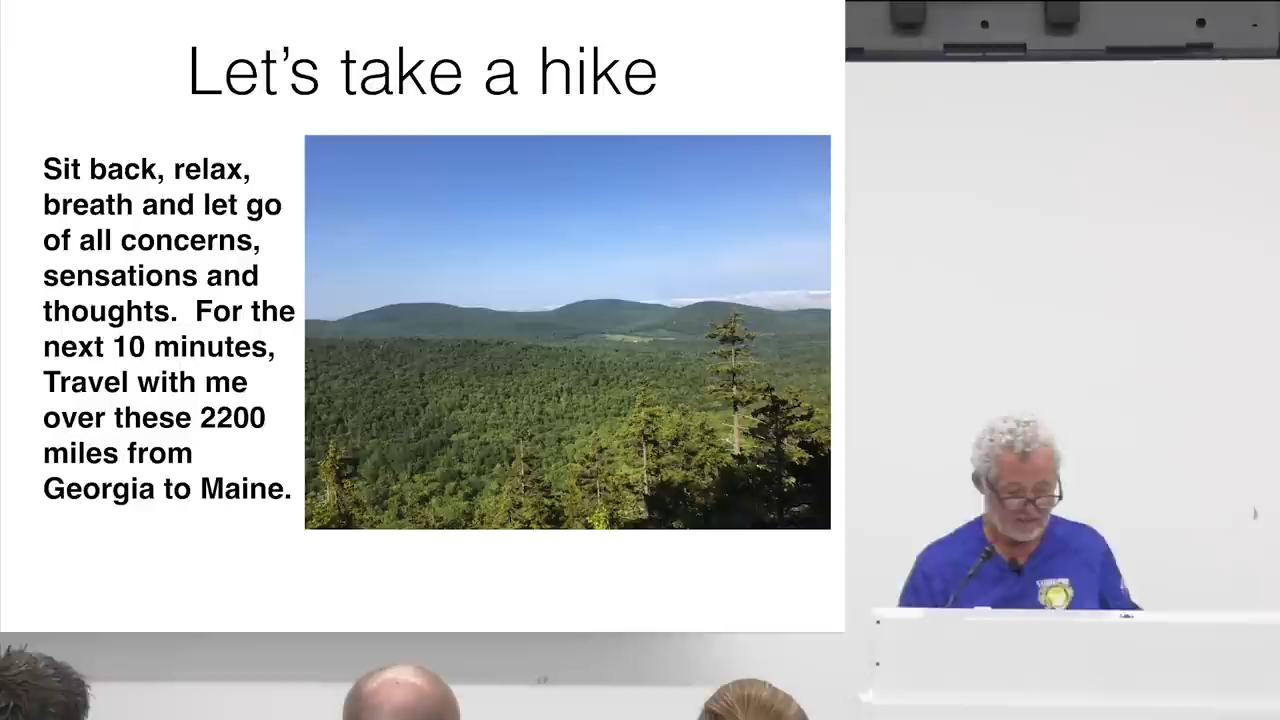 Let's take a hike
Sit back, relax,
breath and let go
of all concerns,
sensations and
thoughts.  For the
next 10 minutes,
Travel with me
over these 2200
miles from
Georgia to Maine.